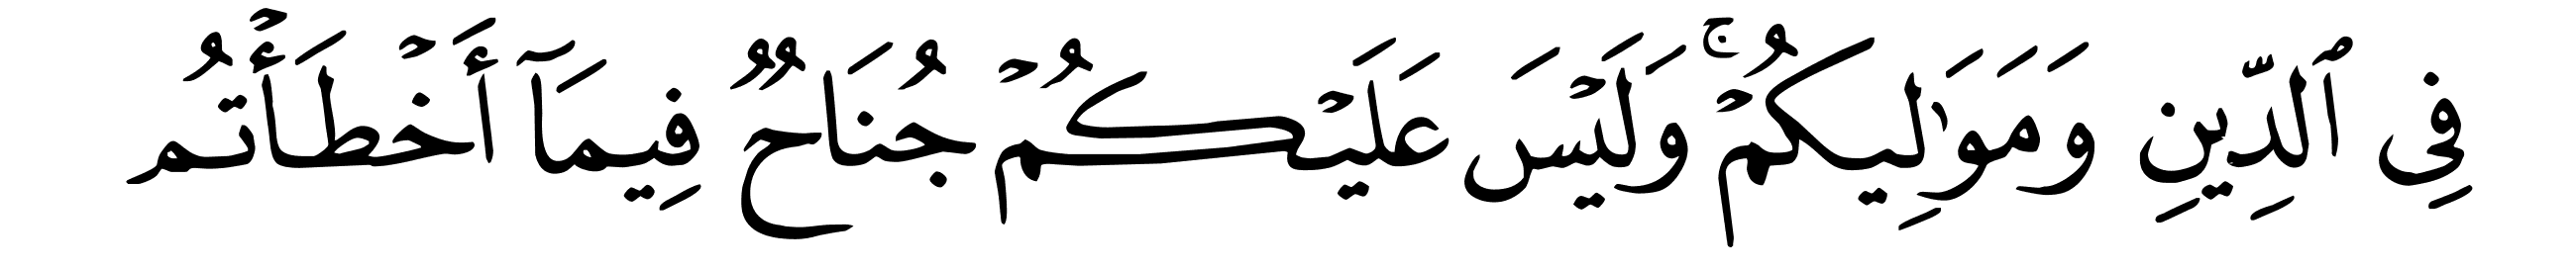 فِى ٱلدِّينِ وَمَوَٰلِيكُمْ ۚ وَلَيْسَ عَلَيْكُمْ جُنَاحٌۭ فِيمَآ أَخْطَأْتُم